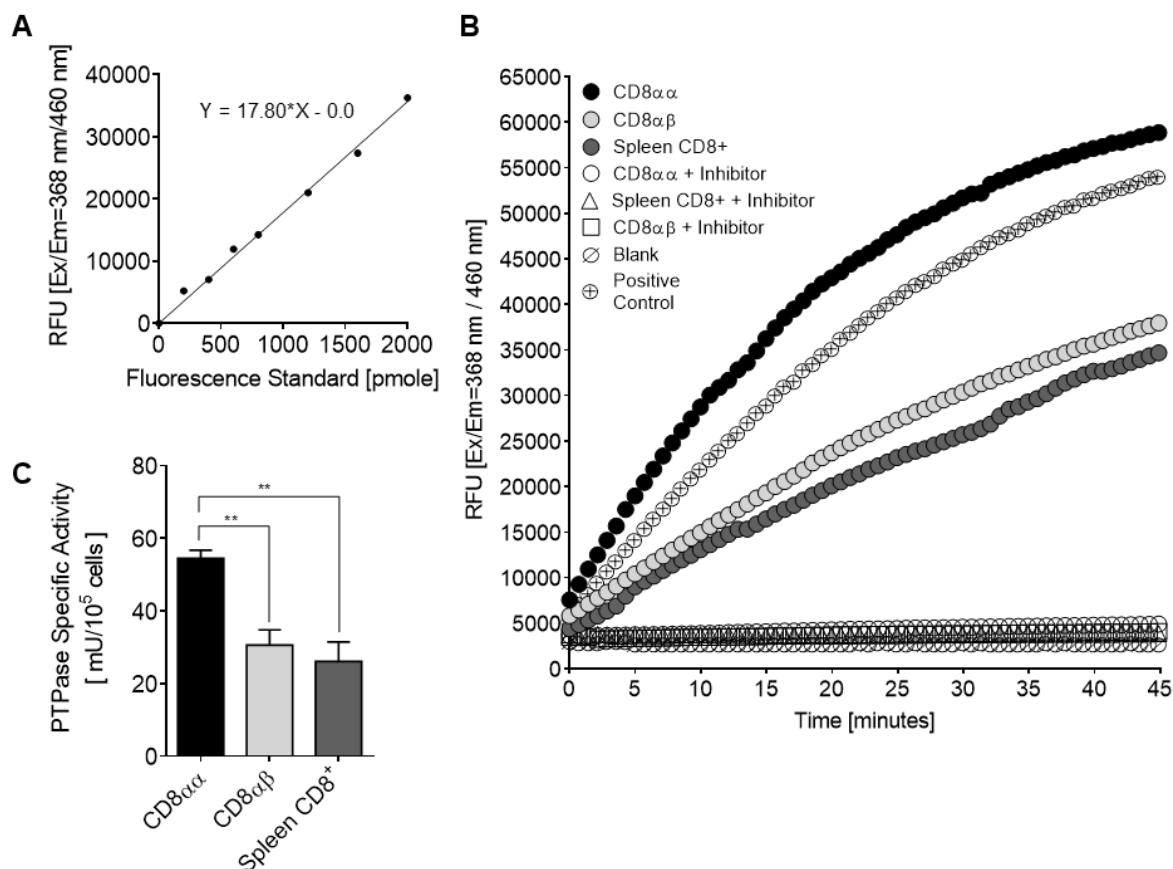 A
RFU [Ex/Em=368 nm/460 nm]
40000
30000
20000
10000
0
Y = 17.80*X - 0.0
0 500 1000 1500 2000
Fluorescence Standard [pmole]
B
RFU [Ex/Em=368 nm / 460 nm]
65000
60000
55000
50000
45000
40000
35000
30000
25000
20000
15000
10000
5000
0
CD8αα
CD8αβ
Spleen CD8+
CD8αα + Inhibitor
Spleen CD8+ + Inhibitor
CD8αβ + Inhibitor
Blank
Positive
Control
0 5 10 15 20 25 30 35 40 45
Time [minutes]
C
PTPase Specific Activity
[ mU/10⁵ cells ]
80
60
40
20
0
**
**
CD8αα
CD8αβ
Spleen CD8⁺